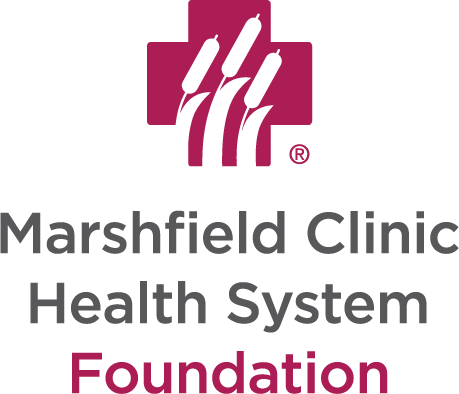 ®
Marshfield Clinic
Health System
Foundation